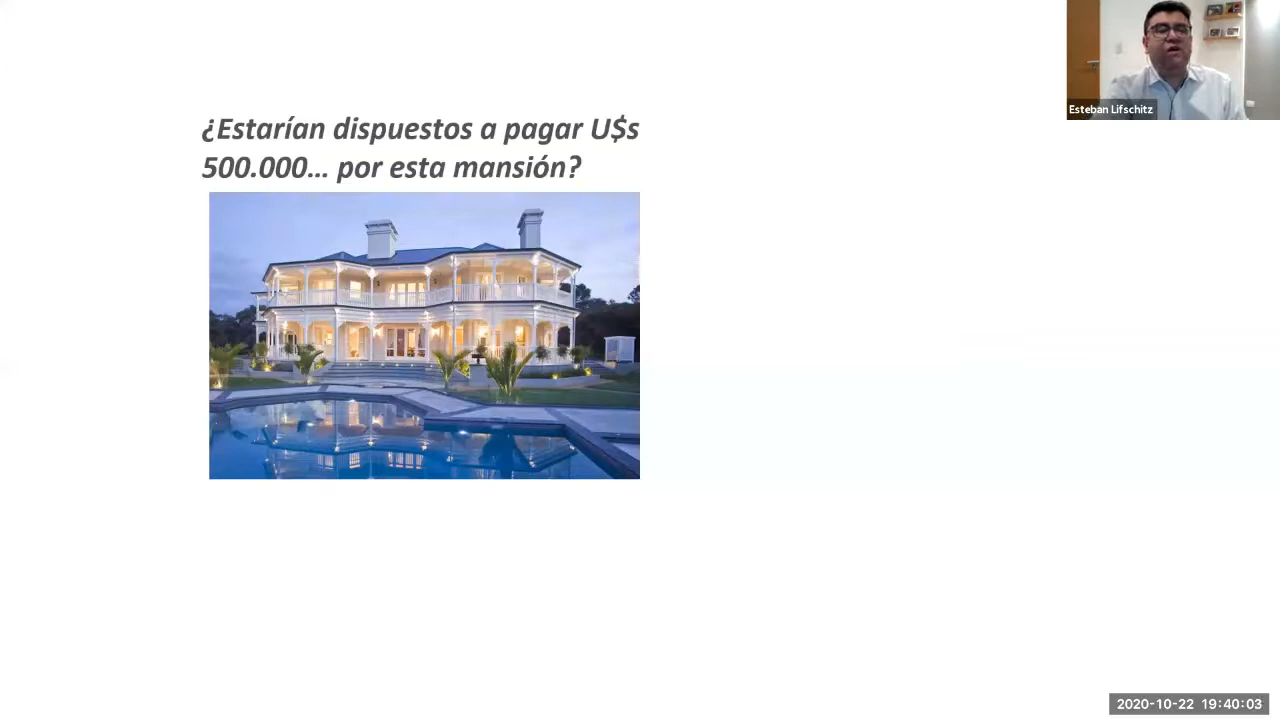 Esteban Lifschitz
¿Estarían dispuestos a pagar U$s
500.000... por esta mansión?
2020-10-22 19:40:03